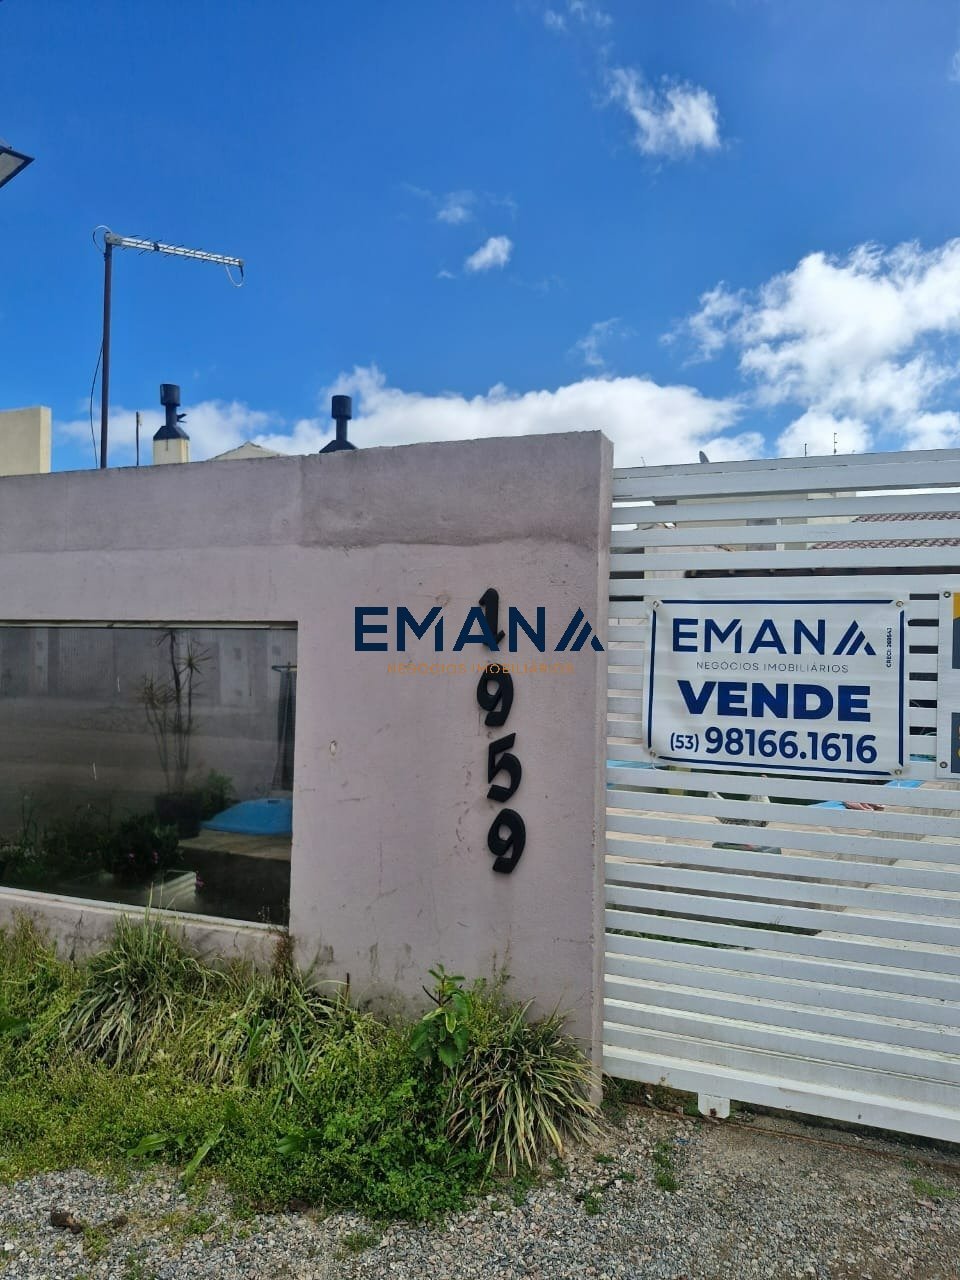 EMANA
NEGÓCIOS IMOBILIÁRIOS
1959
EMANA
NEGÓCIOS IMOBILIÁRIOS
VENDE
(53) 98166.1616